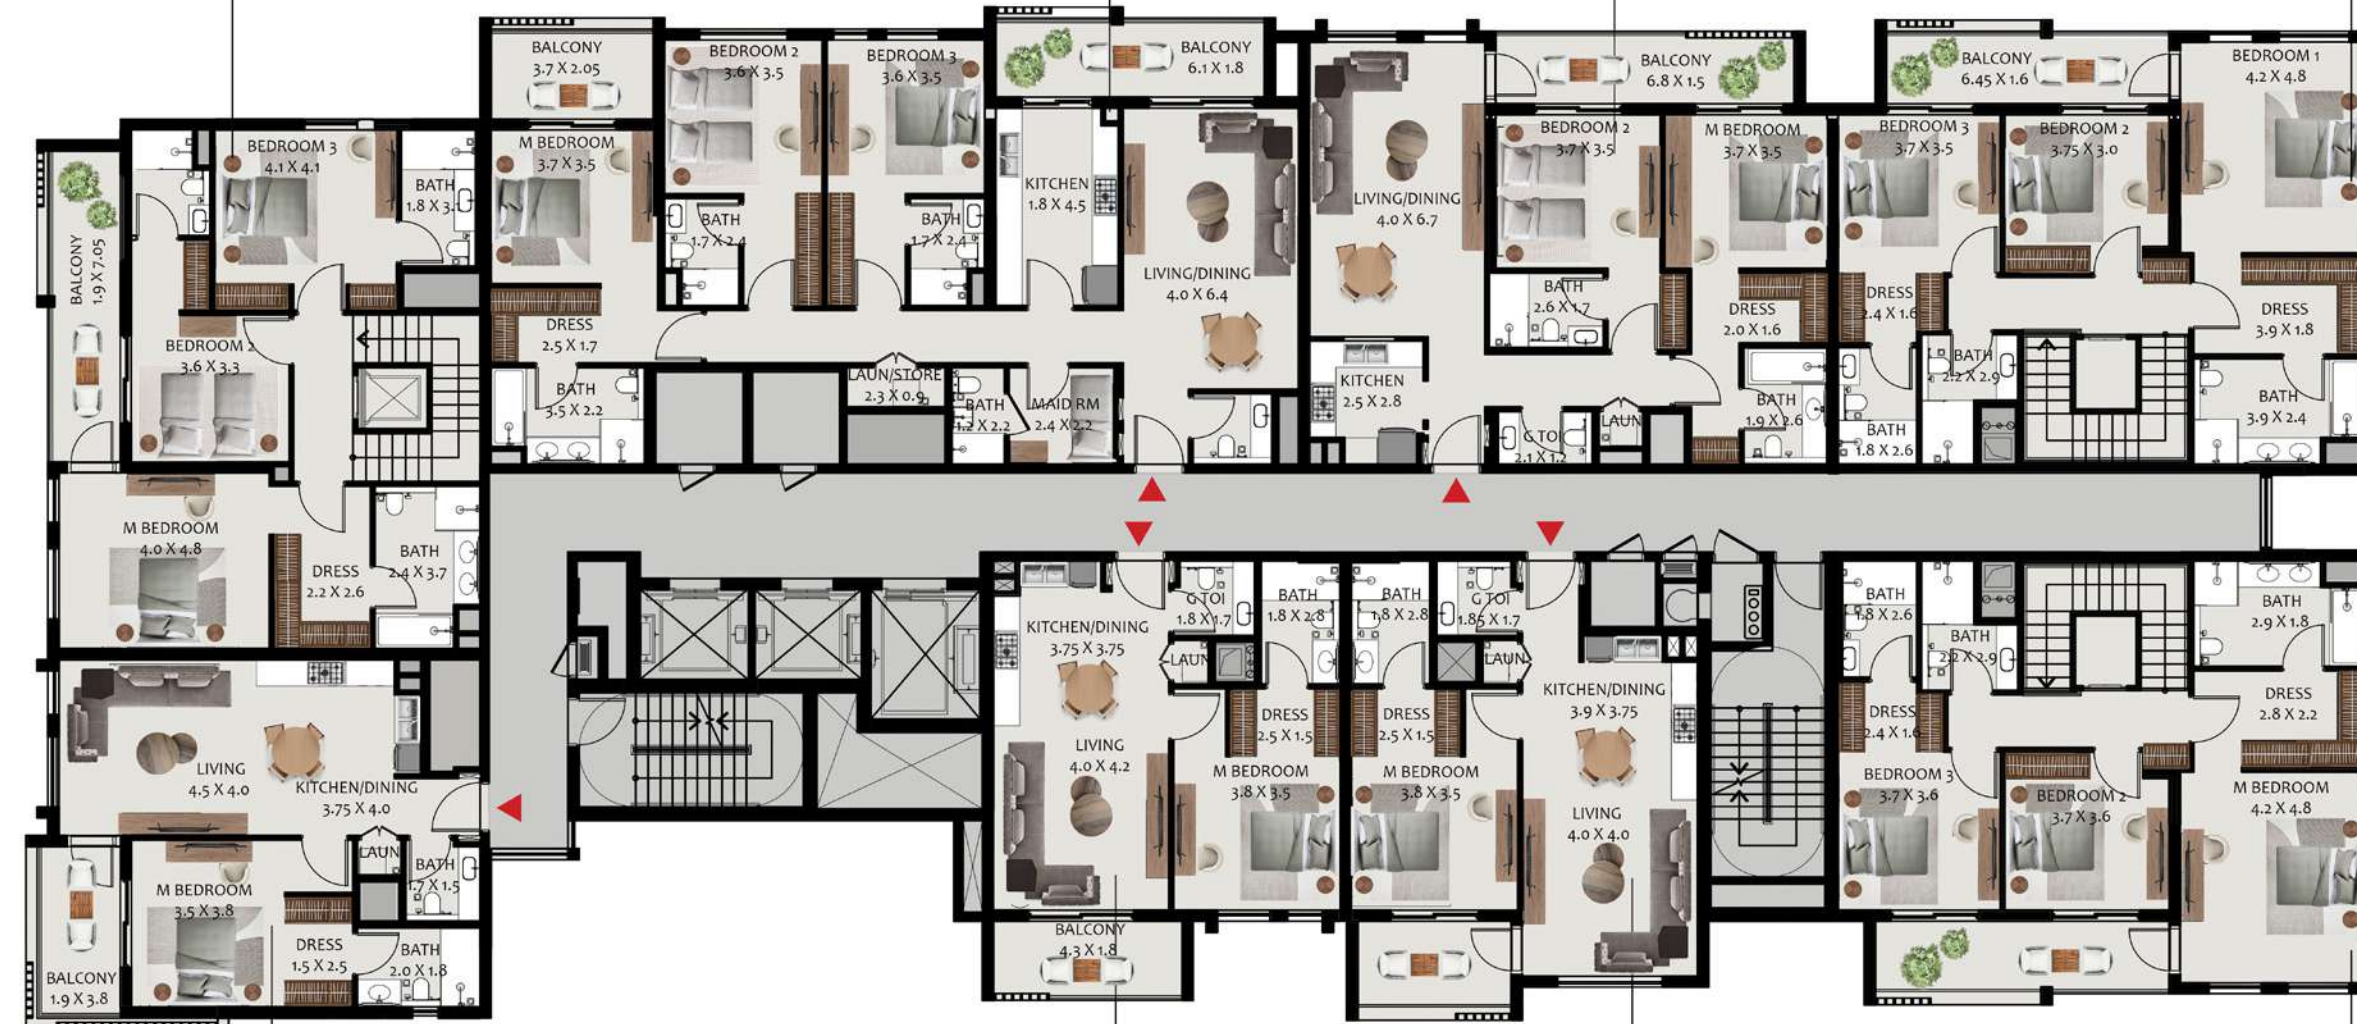 BALCONY
3.7 X 2.05
BEDROOM 2
3.6 X 3.5
BEDROOM 3
3.6 X 3.5
BALCONY
6.1 X 1.8
BALCONY
6.8 X 1.5
BALCONY
6.45 X 1.6
BEDROOM 1
4.2 X 4.8
BEDROOM 3
4.1 X 4.1
BATH
1.8 X 3.1
M BEDROOM
3.7 X 3.5
BATH
1.7 X 2.4
BATH
1.7 X 2.4
KITCHEN
1.8 X 4.5
LIVING/DINING
4.0 X 6.4
LIVING/DINING
4.0 X 6.7
BEDROOM 2
3.7 X 3.5
M BEDROOM
3.7 X 3.5
BEDROOM 3
3.7 X 3.5
BEDROOM 2
3.75 X 3.0
BALCONY
1.9 X 7.05
BEDROOM 2
3.6 X 3.3
DRESS
2.5 X 1.7
BATH
3.5 X 2.2
LAUN/STORE
2.3 X 0.9
BATH
1.2 X 2.2
MAID RM
2.4 X 2.2
KITCHEN
2.5 X 2.8
BATH
2.6 X 1.7
DRESS
2.0 X 1.6
DRESS
2.4 X 1.6
DRESS
3.9 X 1.8
G TOI
2.1 X 1.2
LAUN
BATH
1.9 X 2.6
BATH
1.8 X 2.6
BATH
2.2 X 2.9
BATH
3.9 X 2.4
M BEDROOM
4.0 X 4.8
DRESS
2.2 X 2.6
BATH
2.4 X 3.7
KITCHEN/DINING
3.75 X 3.75
G TOI
1.8 X 1.7
BATH
1.8 X 2.8
BATH
1.8 X 2.8
G TOI
1.85 X 1.7
LAUN
LAUN
KITCHEN/DINING
3.9 X 3.75
BATH
1.8 X 2.6
BATH
2.2 X 2.9
BATH
2.9 X 1.8
LIVING
4.5 X 4.0
KITCHEN/DINING
3.75 X 4.0
LIVING
4.0 X 4.2
DRESS
2.5 X 1.5
DRESS
2.5 X 1.5
M BEDROOM
3.8 X 3.5
M BEDROOM
3.8 X 3.5
LIVING
4.0 X 4.0
DRESS
2.4 X 1.6
DRESS
2.8 X 2.2
BEDROOM 3
3.7 X 3.6
BEDROOM 2
3.7 X 3.6
M BEDROOM
4.2 X 4.8
LAUN
BATH
1.7 X 1.5
M BEDROOM
3.5 X 3.8
DRESS
1.5 X 2.5
BATH
2.0 X 1.8
BALCONY
1.9 X 3.8
BALCONY
4.3 X 1.8